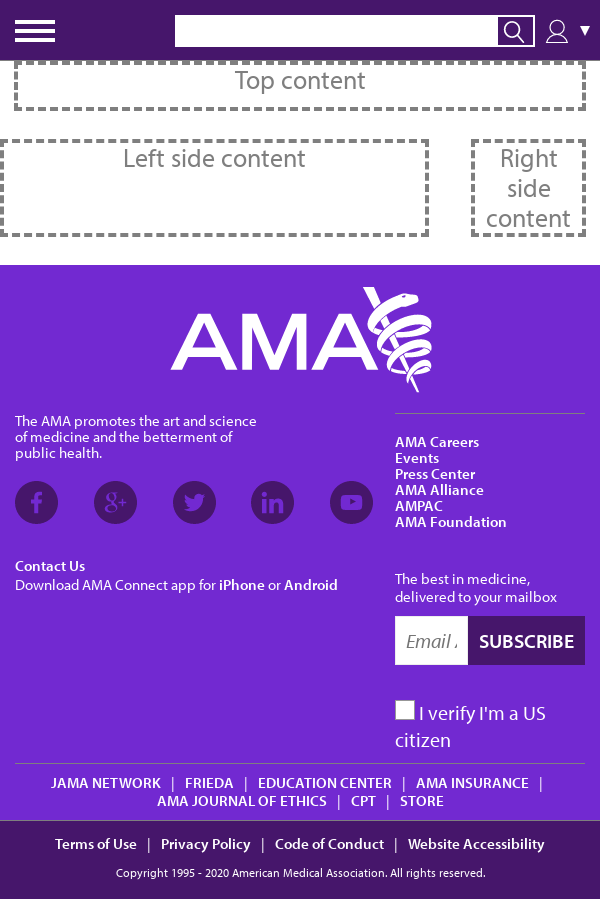 Top content
Left side content
Right
side
content
AMA
The AMA promotes the art and science
of medicine and the betterment of
public health.
AMA Careers
Events
Press Center
AMA Alliance
AMPAC
AMA Foundation
Contact Us
Download AMA Connect app for iPhone or Android
The best in medicine,
delivered to your mailbox
Email
SUBSCRIBE
I verify I'm a US
citizen
JAMA NETWORK | FRIEDA | EDUCATION CENTER | AMA INSURANCE |
AMA JOURNAL OF ETHICS | CPT | STORE
Terms of Use | Privacy Policy | Code of Conduct | Website Accessibility
Copyright 1995 - 2020 American Medical Association. All rights reserved.